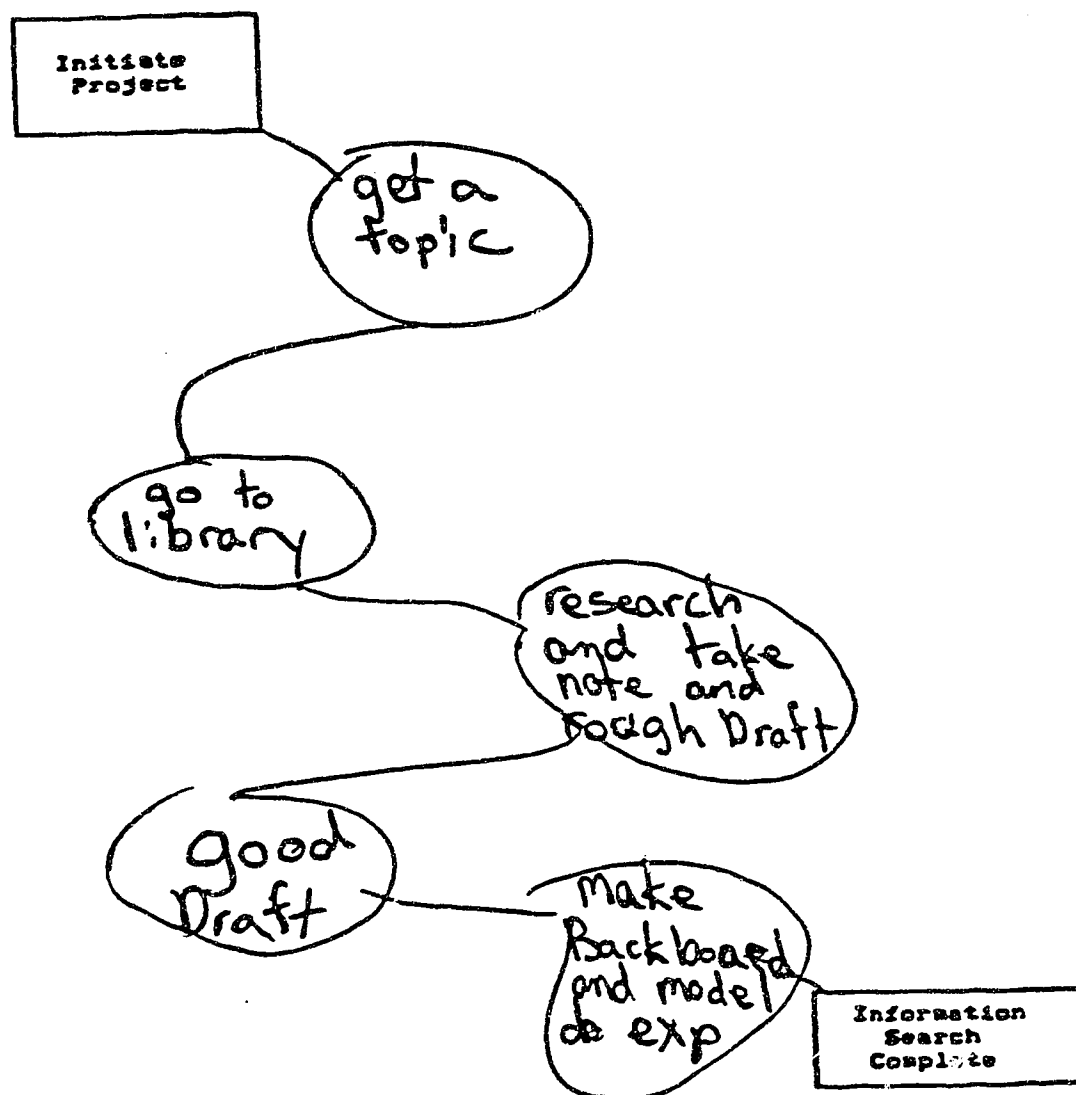 Initiate
Project
get a
topic
go to
library
research
and take
note and
rough Draft
good
Draft
Make
Backboard
and model
do exp
Information
Search
Complete